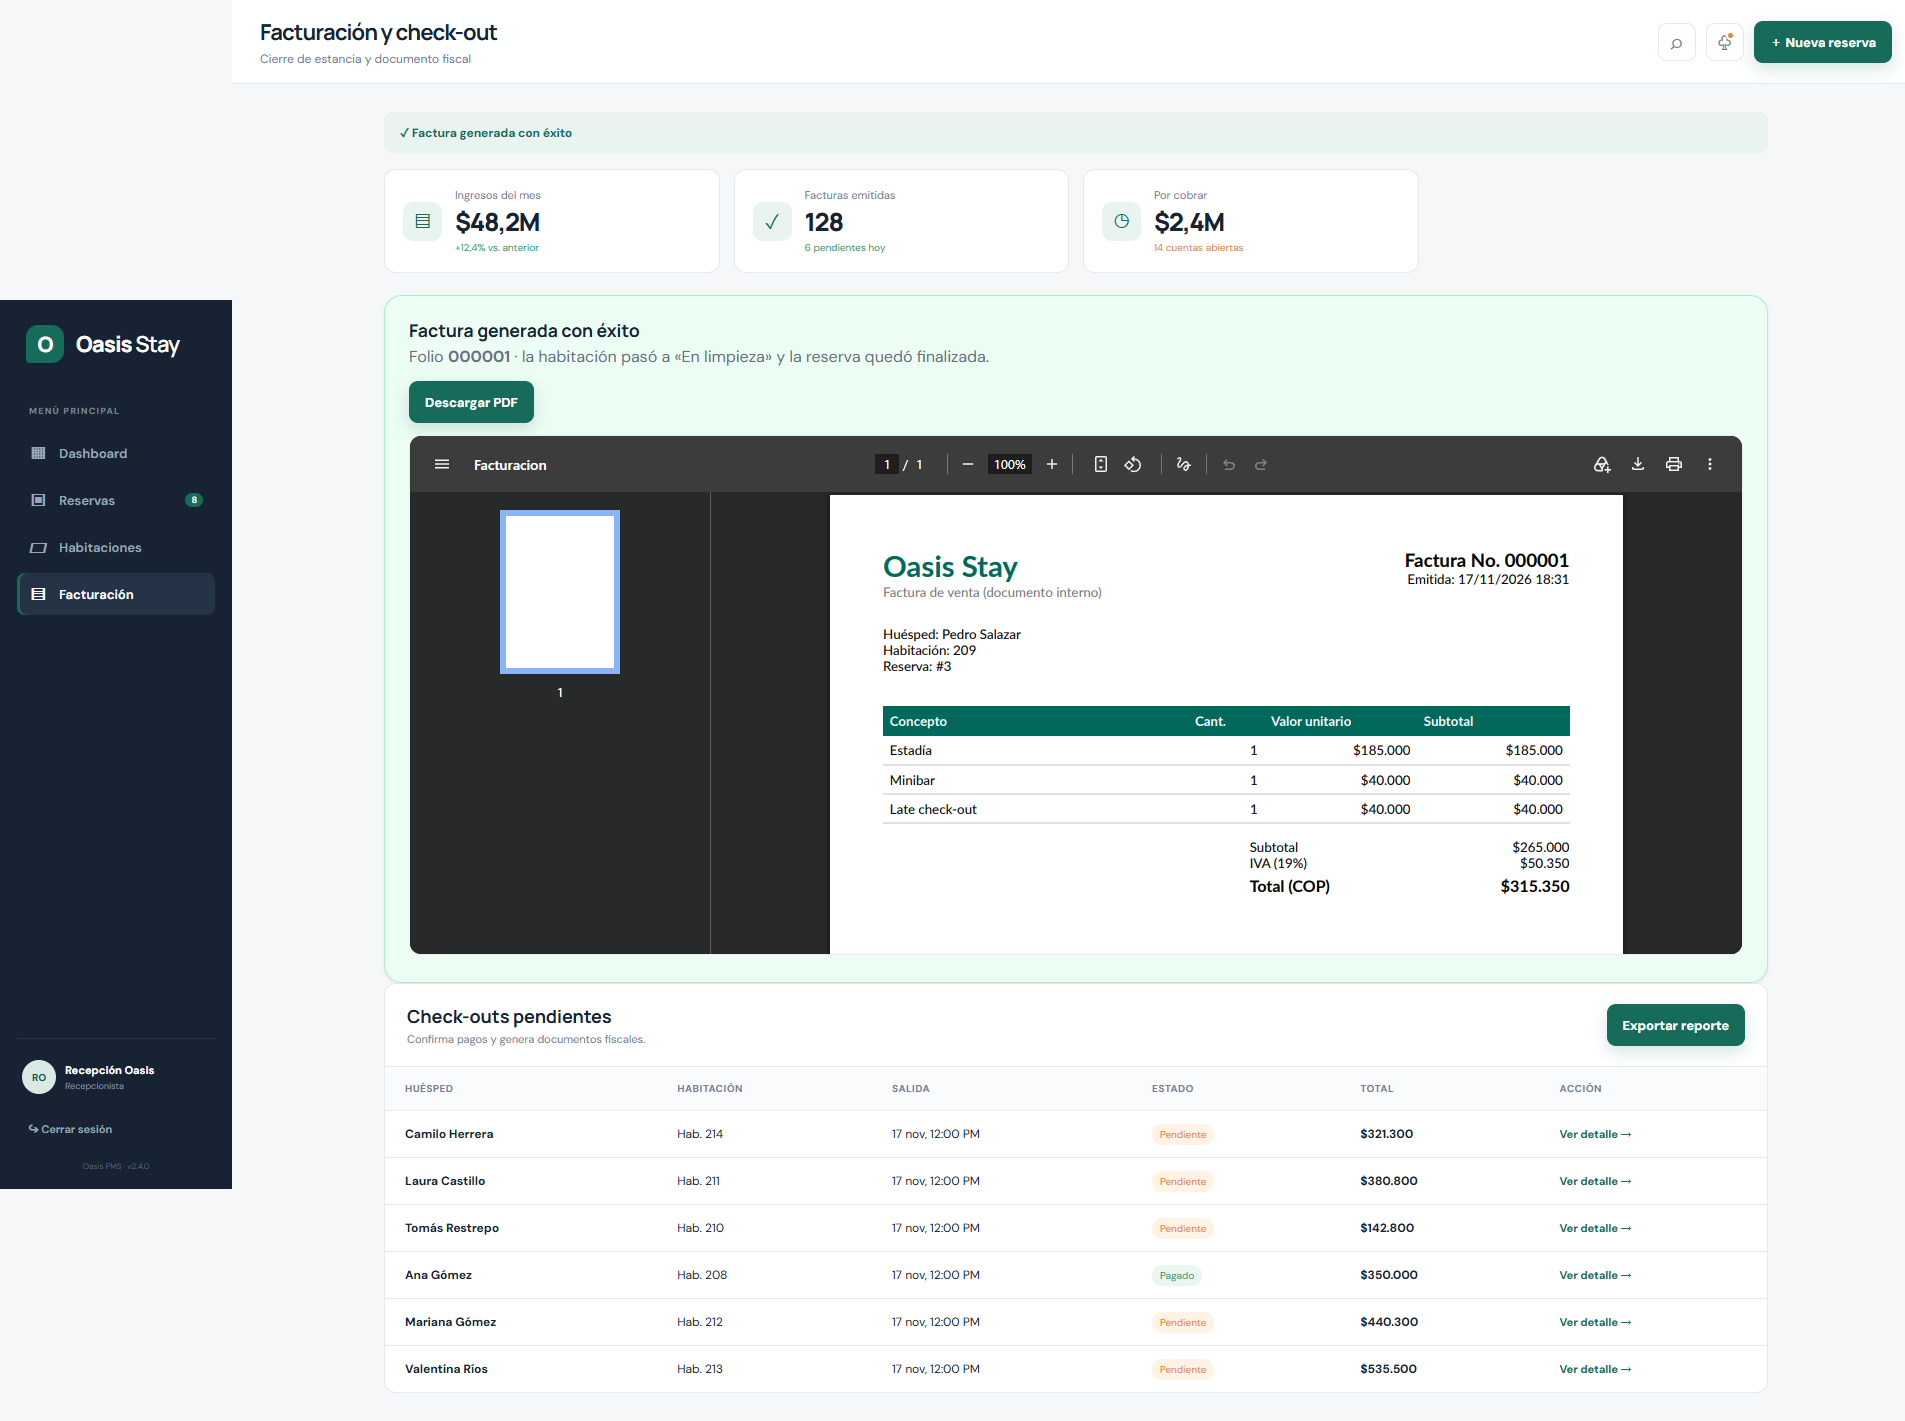 Facturación y check-out
Cierre de estancia y documento fiscal
+ Nueva reserva
✓ Factura generada con éxito
Ingresos del mes
$48,2M
+12,4% vs. anterior
Facturas emitidas
128
6 pendientes hoy
Por cobrar
$2,4M
14 cuentas abiertas
O Oasis Stay
MENÚ PRINCIPAL
Dashboard
Reservas 8
Habitaciones
Facturación
RO
Recepción Oasis
Recepcionista
Cerrar sesión
Oasis PMS · v2.4.0
Factura generada con éxito
Folio 000001 · la habitación pasó a «En limpieza» y la reserva quedó finalizada.
Descargar PDF
Facturacion
1 / 1
100%
1
Oasis Stay
Factura de venta (documento interno)
Factura No. 000001
Emitida: 17/11/2026 18:31
Huésped: Pedro Salazar
Habitación: 209
Reserva: #3
Concepto Cant. Valor unitario Subtotal
Estadía 1 $185.000 $185.000
Minibar 1 $40.000 $40.000
Late check-out 1 $40.000 $40.000
Subtotal $265.000
IVA (19%) $50.350
Total (COP) $315.350
Check-outs pendientes
Confirma pagos y genera documentos fiscales.
Exportar reporte
HUÉSPED HABITACIÓN SALIDA ESTADO TOTAL ACCIÓN
Camilo Herrera Hab. 214 17 nov, 12:00 PM Pendiente $321.300 Ver detalle →
Laura Castillo Hab. 211 17 nov, 12:00 PM Pendiente $380.800 Ver detalle →
Tomás Restrepo Hab. 210 17 nov, 12:00 PM Pendiente $142.800 Ver detalle →
Ana Gómez Hab. 208 17 nov, 12:00 PM Pagado $350.000 Ver detalle →
Mariana Gómez Hab. 212 17 nov, 12:00 PM Pendiente $440.300 Ver detalle →
Valentina Ríos Hab. 213 17 nov, 12:00 PM Pendiente $535.500 Ver detalle →